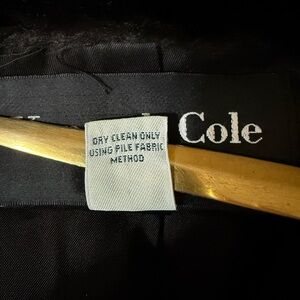 Cole
DRY CLEAN ONLY
USING PILE FABRIC
METHOD